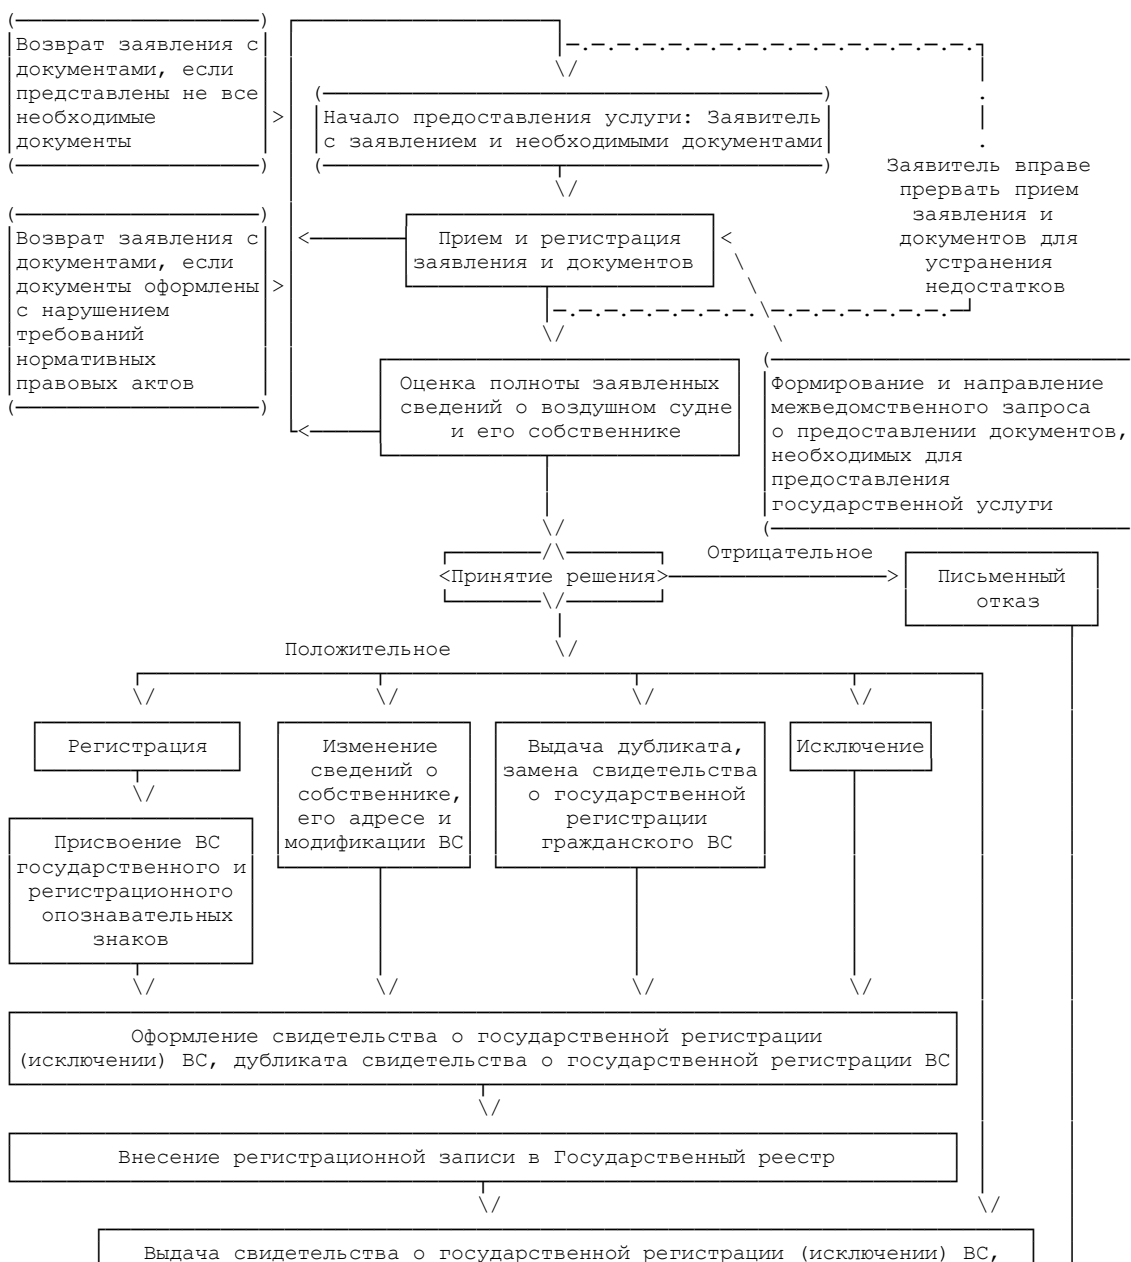 Возврат заявления с
документами, если
представлены не все
необходимые
документы
Начало предоставления услуги: Заявитель
с заявлением и необходимыми документами
Заявитель вправе
прервать прием
заявления и
документов для
устранения
недостатков
Возврат заявления с
документами, если
документы оформлены
с нарушением
требований
нормативных
правовых актов
Прием и регистрация
заявления и документов
Оценка полноты заявленных
сведений о воздушном судне
и его собственнике
Формирование и направление
межведомственного запроса
о предоставлении документов,
необходимых для
предоставления
государственной услуги
Принятие решения
Отрицательное
Письменный
отказ
Положительное
Регистрация
Изменение
сведений о
собственнике,
его адресе и
модификации ВС
Выдача дубликата,
замена свидетельства
о государственной
регистрации
гражданского ВС
Исключение
Присвоение ВС
государственного и
регистрационного
опознавательных
знаков
Оформление свидетельства о государственной регистрации
(исключении) ВС, дубликата свидетельства о государственной регистрации ВС
Внесение регистрационной записи в Государственный реестр
Выдача свидетельства о государственной регистрации (исключении) ВС,